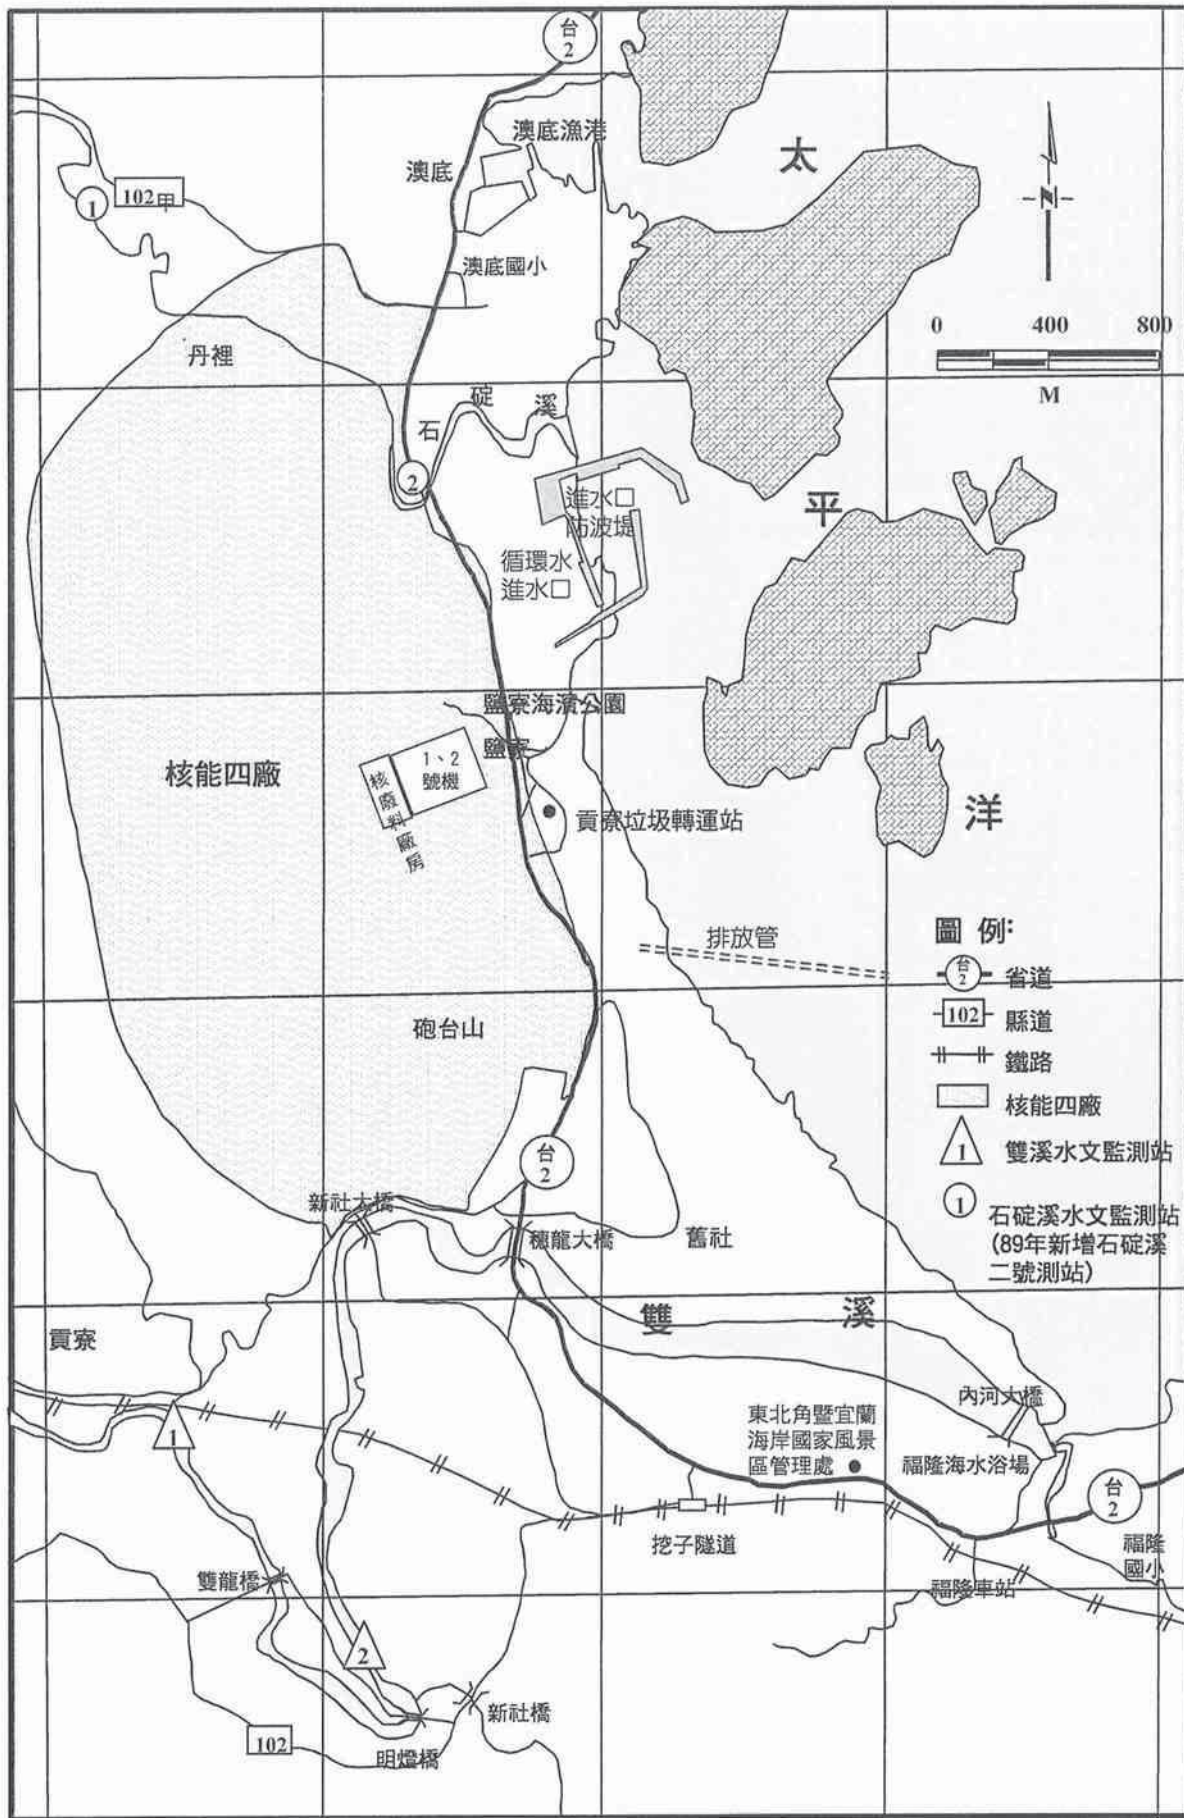 台
2
澳底漁港
太
澳底
102甲
1
澳底國小
N
0 400 800
M
丹裡
石 碇 溪
2
進水口
防波堤
平
循環水
進水口
鹽寮海濱公園
鹽寮
核能四廠
1、2
號機
核廢料廠房
貢寮垃圾轉運站
洋
排放管
圖 例:
台
2
省道
102 縣道
鐵路
核能四廠
1 雙溪水文監測站
1 石碇溪水文監測站
(89年新增石碇溪
二號測站)
砲台山
台
2
新社大橋
穗龍大橋
舊社
雙 溪
貢寮
1
內河大橋
東北角暨宜蘭
海岸國家風景
區管理處
福隆海水浴場
台
2
挖子隧道
福隆
國小
福隆車站
雙龍橋
2
新社橋
102
明燈橋